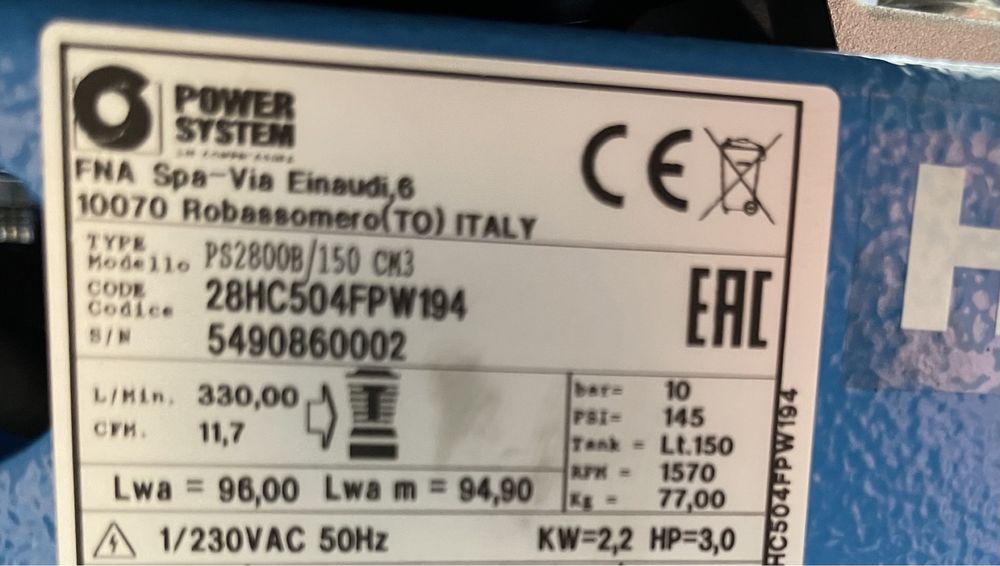 POWER
SYSTEM
FNA Spa-Via Einaudi,6
10070 Robassomero(TO) ITALY
CE
TYPE
Modello PS2800B/150 CM3
CODE
Codice 28HC504FPW194
S/N 5490860002
EAC
L/Min. 330,00
CFM. 11,7
bar= 10
PSI= 145
Tank = Lt.150
RPM = 1570
Kg = 77,00
Lwa = 96,00 Lwa m = 94,90
1/230VAC 50Hz KW=2,2 HP=3,0
HC504FPW194
H